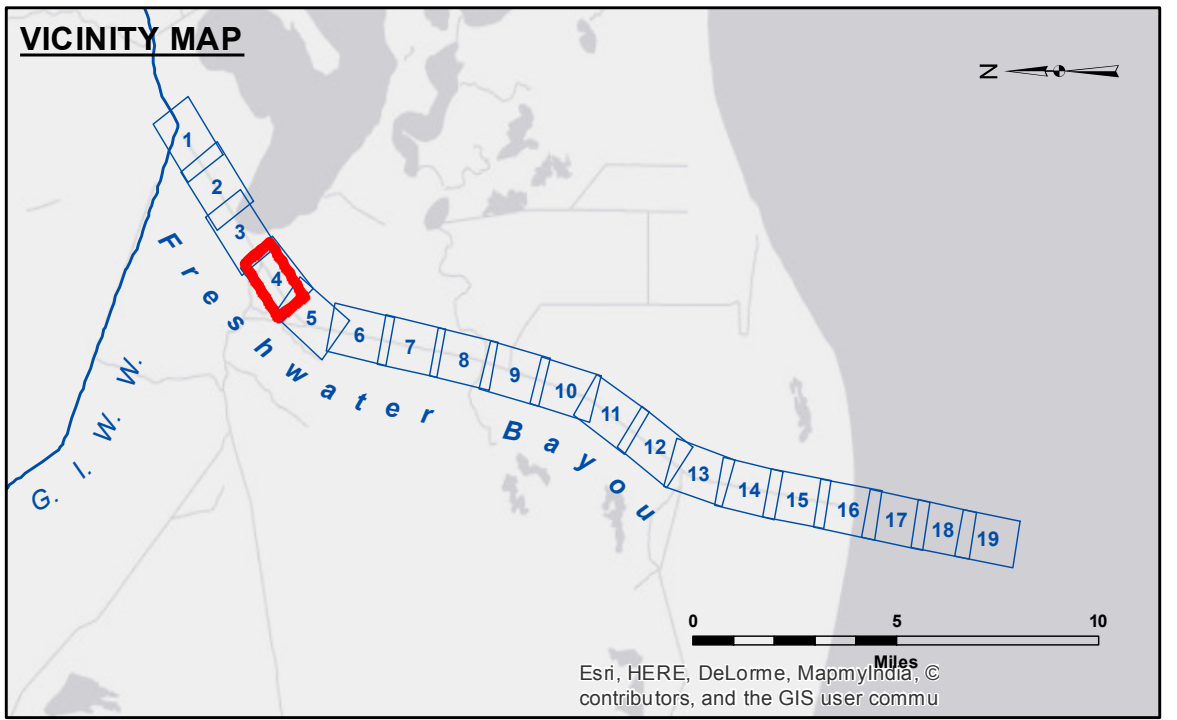 VICINITY MAP
N
1
2
3
4
5
6
7
8
9
10
11
12
13
14
15
16
17
18
19
Freshwater Bayou
G. I. W. W.
0 5 10
Miles
Esri, HERE, DeLorme, MapmyIndia, ©
contributors, and the GIS user commu